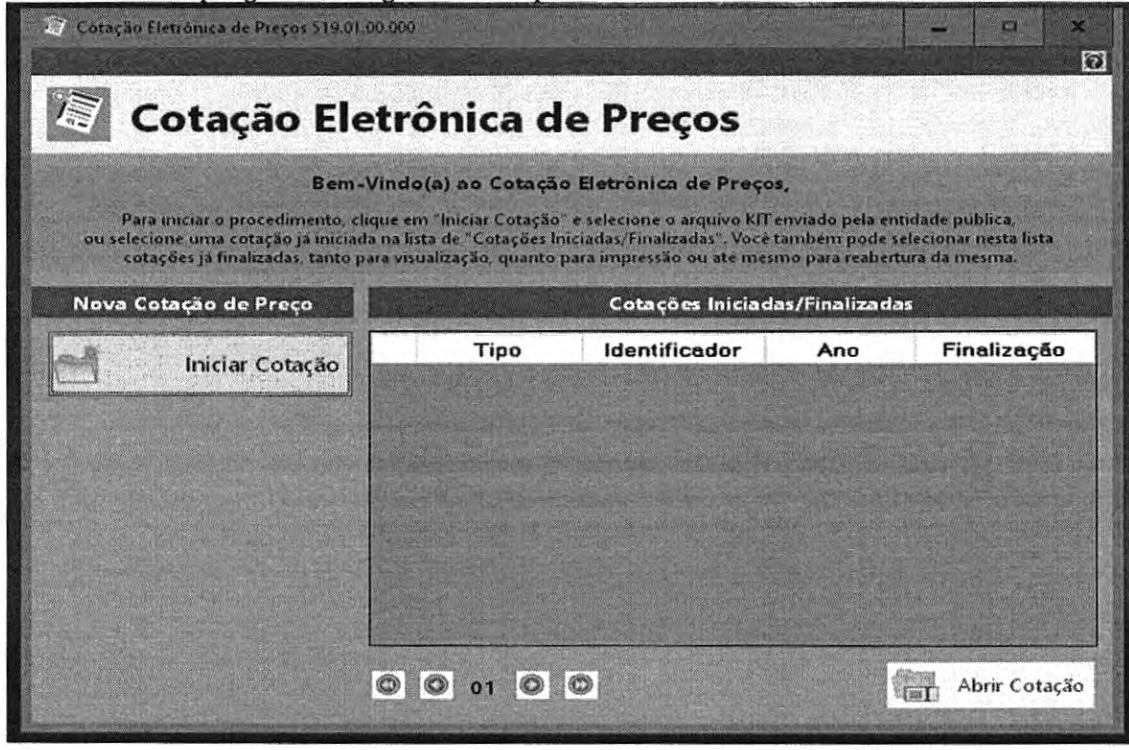 Cotação Eletrônica de Preços 519.01.00.000
Cotação Eletrônica de Preços
Bem-Vindo(a) ao Cotação Eletrônica de Preços,
Para iniciar o procedimento, clique em "Iniciar Cotação" e selecione o arquivo KIT enviado pela entidade publica,
ou selecione uma cotação já iniciada na lista de "Cotações Iniciadas/Finalizadas". Você também pode selecionar nesta lista
cotações já finalizadas, tanto para visualização, quanto para impressão ou até mesmo para reabertura da mesma.
Nova Cotação de Preço
Cotações Iniciadas/Finalizadas
Iniciar Cotação
Tipo Identificador Ano Finalização
01
Abrir Cotação